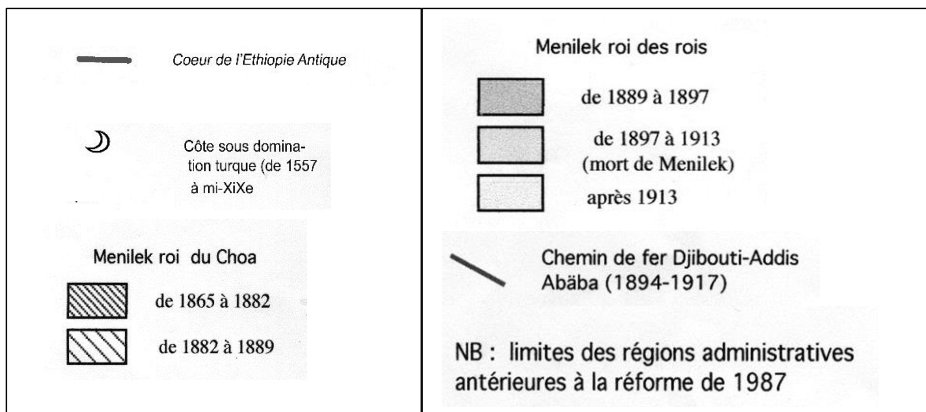 Coeur de l'Ethiopie Antique
Côte sous domina-
tion turque (de 1557
à mi-XiXe
Menilek roi du Choa
de 1865 à 1882
de 1882 à 1889
Menilek roi des rois
de 1889 à 1897
de 1897 à 1913
(mort de Menilek)
après 1913
Chemin de fer Djibouti-Addis
Abäba (1894-1917)
NB : limites des régions administratives
antérieures à la réforme de 1987